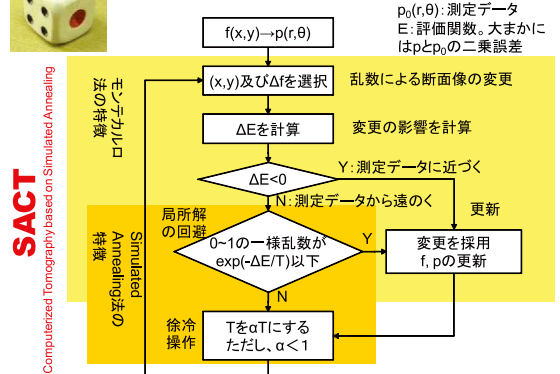 p₀(r,θ): 測定データ
E: 評価関数。大まかに
はpとp₀の二乗誤差
f(x,y)→p(r,θ)
モンテカルロ
法の特徴
(x,y)及びΔfを選択
乱数による断面像の変更
ΔEを計算
変更の影響を計算
ΔE<0
Y: 測定データに近づく
N: 測定データから遠のく
更新
局所解
の回避
0~1の一様乱数が
exp(-ΔE/T)以下
Y
変更を採用
f, pの更新
N
Simulated
Annealing法の
特徴
徐冷
操作
TをαTにする
ただし、α<1
SACT
Computerized Tomography based on Simulated Annealing